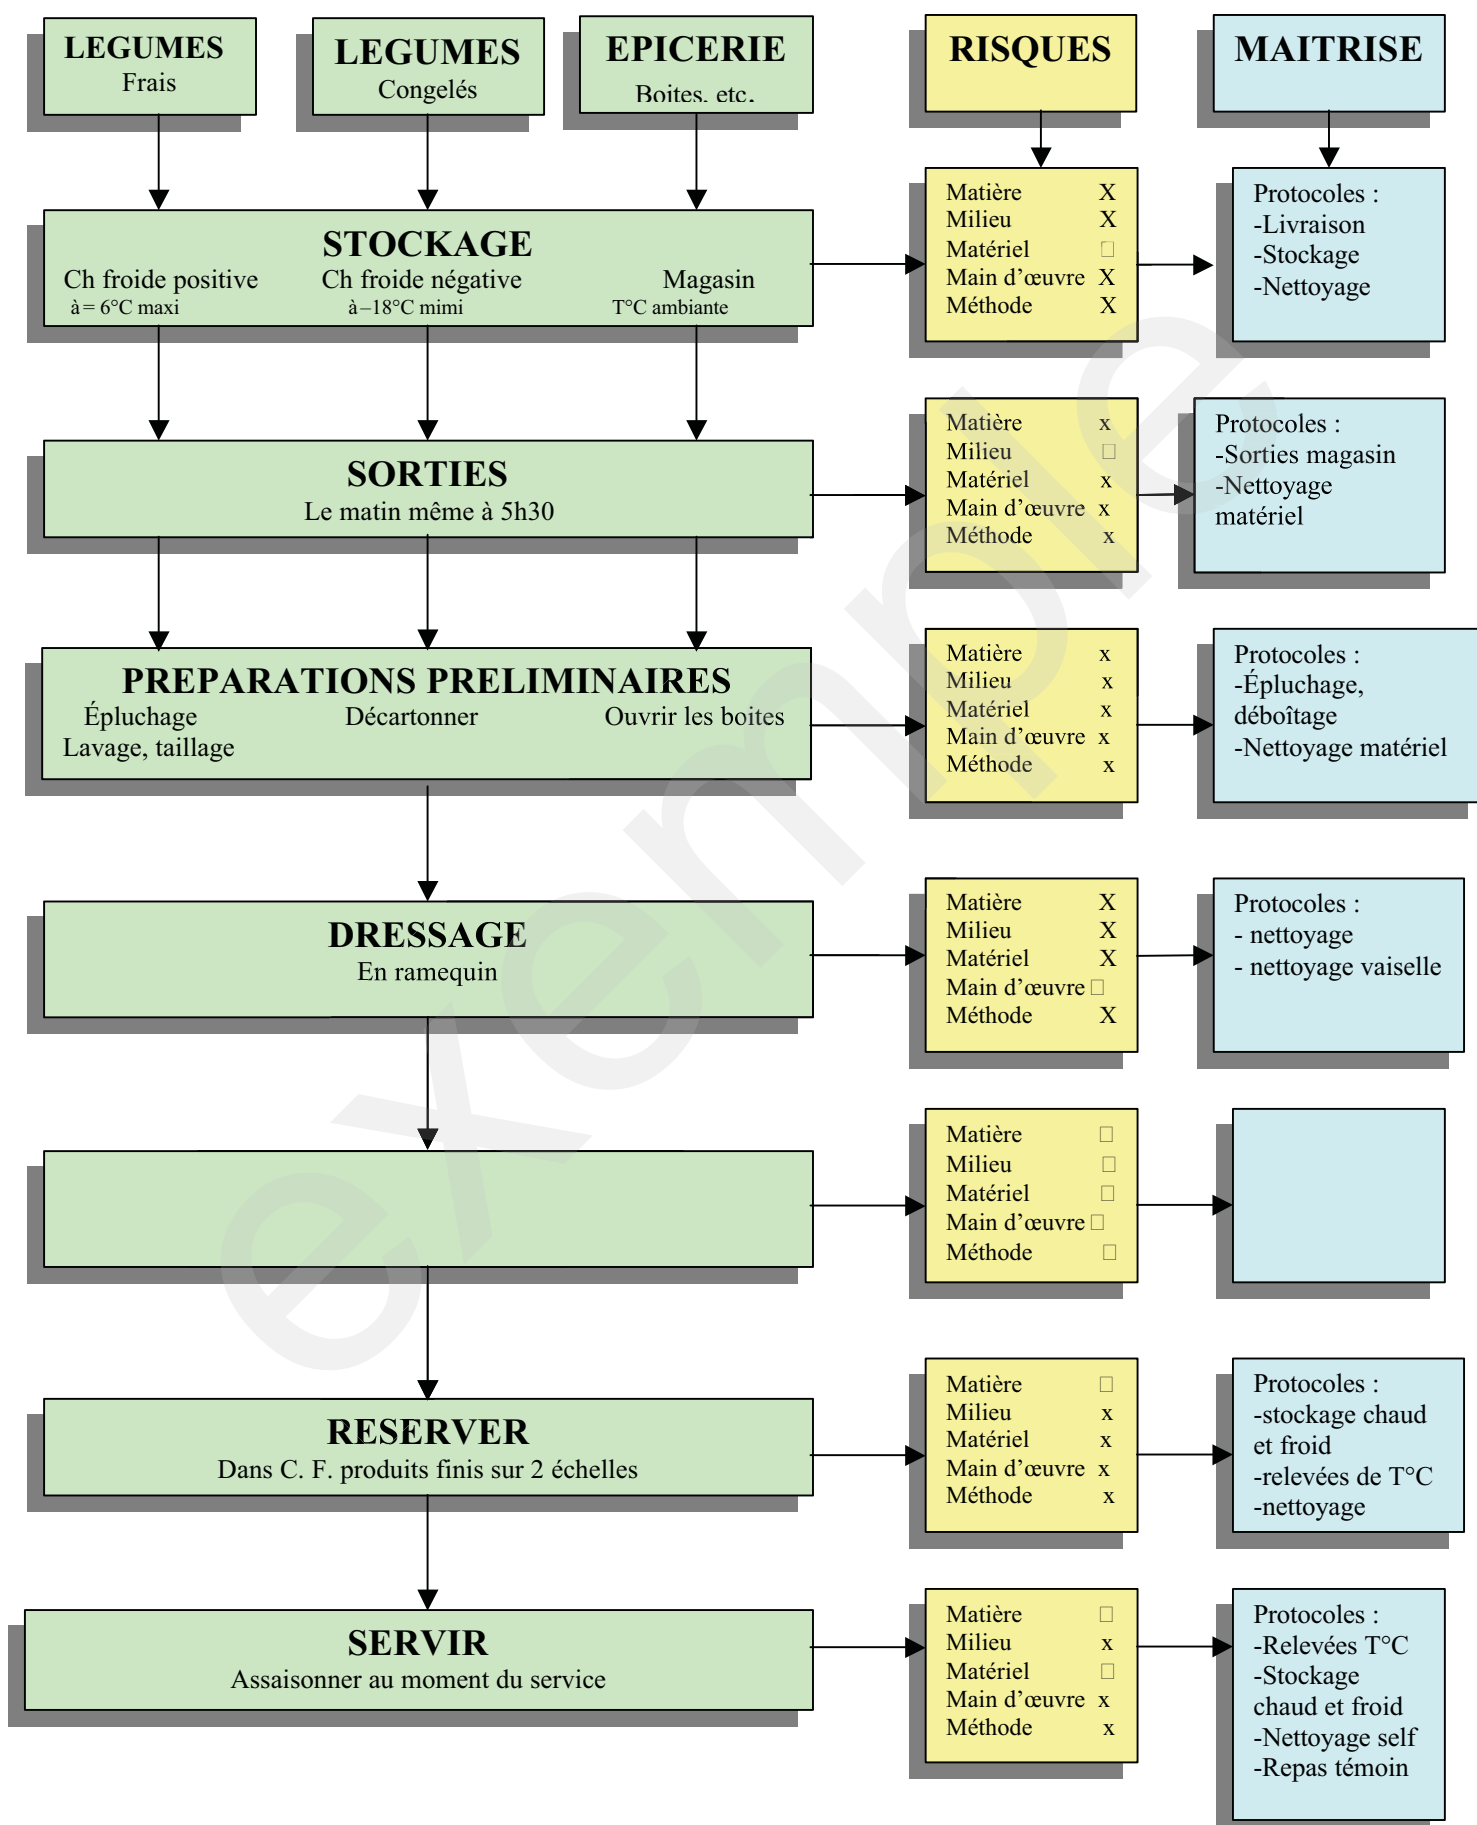 LEGUMES
Frais
LEGUMES
Congelés
EPICERIE
Boites, etc.
RISQUES
MAITRISE
STOCKAGE
Ch froide positive
à = 6°C maxi
Ch froide négative
à –18°C mimi
Magasin
T°C ambiante
Matière X
Milieu X
Matériel □
Main d'œuvre X
Méthode X
Protocoles :
-Livraison
-Stockage
-Nettoyage
SORTIES
Le matin même à 5h30
Matière x
Milieu □
Matériel x
Main d'œuvre x
Méthode x
Protocoles :
-Sorties magasin
-Nettoyage
matériel
PREPARATIONS PRELIMINAIRES
Épluchage
Lavage, taillage
Décartonner
Ouvrir les boites
Matière x
Milieu x
Matériel x
Main d'œuvre x
Méthode x
Protocoles :
-Épluchage,
déboîtage
-Nettoyage matériel
DRESSAGE
En ramequin
Matière X
Milieu X
Matériel X
Main d'œuvre □
Méthode X
Protocoles :
- nettoyage
- nettoyage vaiselle
Matière □
Milieu □
Matériel □
Main d'œuvre □
Méthode □
RESERVER
Dans C. F. produits finis sur 2 échelles
Matière □
Milieu x
Matériel x
Main d'œuvre x
Méthode x
Protocoles :
-stockage chaud
et froid
-relevées de T°C
-nettoyage
SERVIR
Assaisonner au moment du service
Matière □
Milieu x
Matériel □
Main d'œuvre x
Méthode x
Protocoles :
-Relevées T°C
-Stockage
chaud et froid
-Nettoyage self
-Repas témoin
exemple